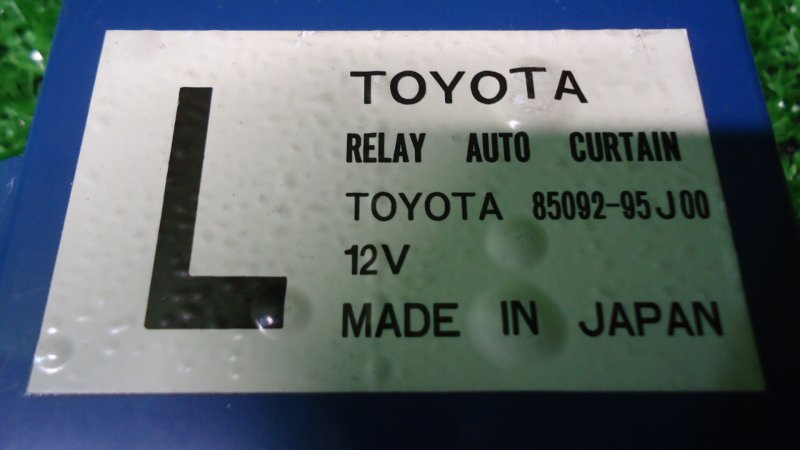 L
TOYOTA
RELAY AUTO CURTAIN
TOYOTA 85092-95J00
12V
MADE IN JAPAN